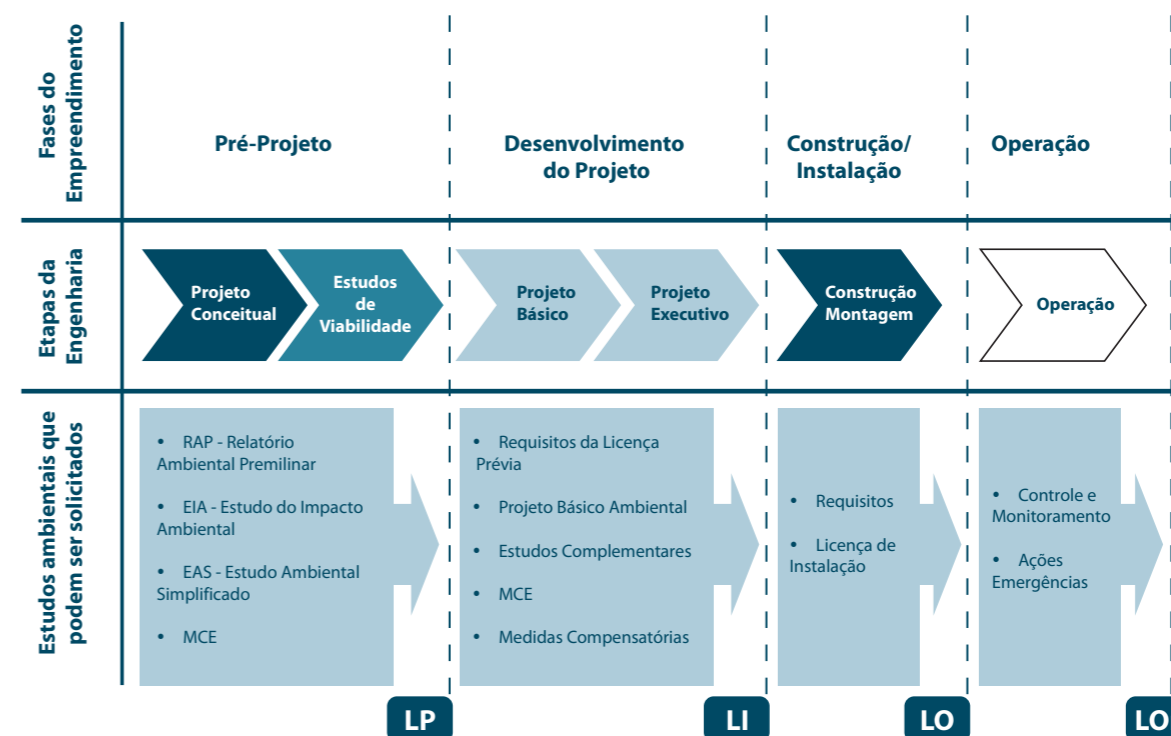 Fases do
Empreendimento
Pré-Projeto
Desenvolvimento
do Projeto
Construção/
Instalação
Operação
Etapas da
Engenharia
Projeto
Conceitual
Estudos
de
Viabilidade
Projeto
Básico
Projeto
Executivo
Construção
Montagem
Operação
Estudos ambientais que
podem ser solicitados
• RAP - Relatório
Ambiental Premilinar
• EIA - Estudo do Impacto
Ambiental
• EAS - Estudo Ambiental
Simplificado
• MCE
• Requisitos da Licença
Prévia
• Projeto Básico Ambiental
• Estudos Complementares
• MCE
• Medidas Compensatórias
• Requisitos
• Licença de
Instalação
• Controle e
Monitoramento
• Ações
Emergências
LP
LI
LO
LO